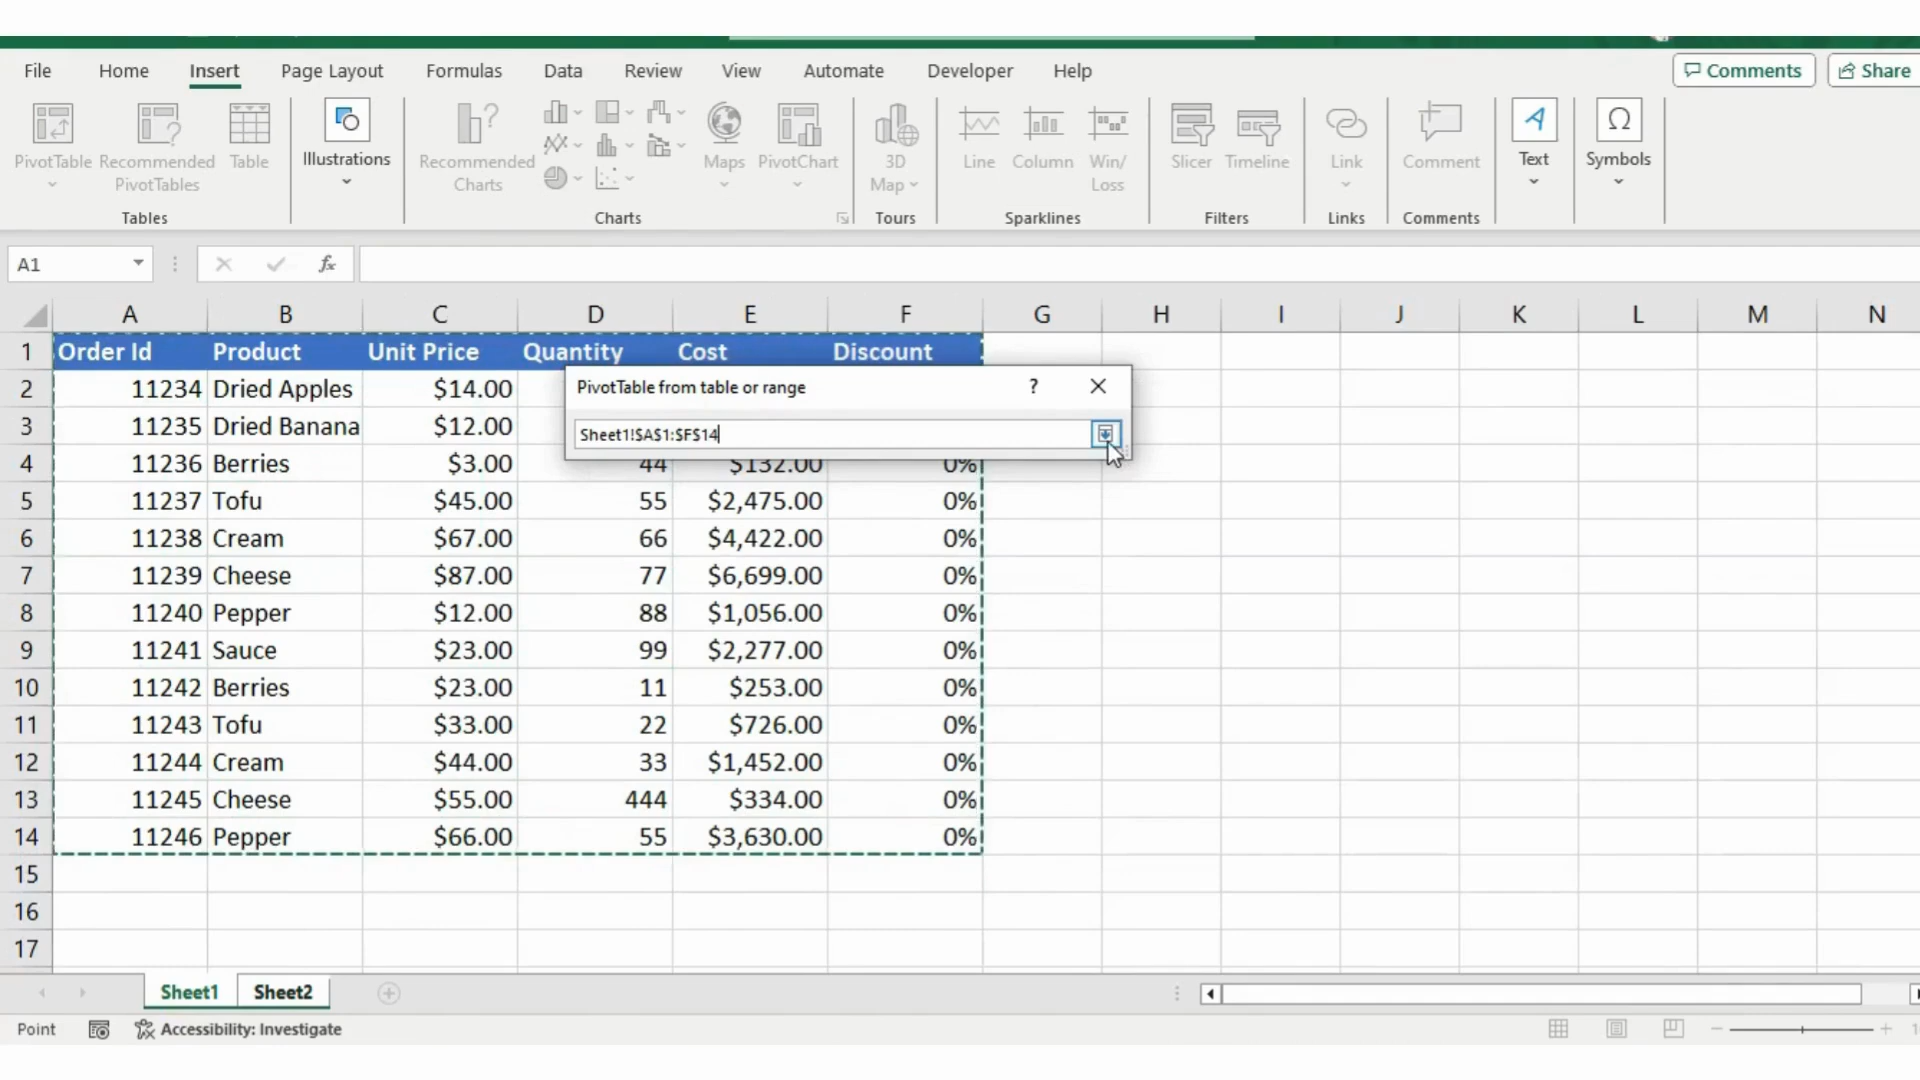 File Home Insert Page Layout Formulas Data Review View Automate Developer Help Comments Share
PivotTable Recommended PivotTables Table Illustrations Recommended Charts Maps PivotChart 3D Map Line Column Win/ Loss Slicer Timeline Link Comment Text Symbols
Tables Charts Tours Sparklines Filters Links Comments
A1 fx
A B C D E F G H I J K L M N
1 Order Id Product Unit Price Quantity Cost Discount
2 11234 Dried Apples $14.00
PivotTable from table or range ? 
3 11235 Dried Banana $12.00
Sheet1!$A$1:$F$14
4 11236 Berries $3.00 44 $132.00 0%
5 11237 Tofu $45.00 55 $2,475.00 0%
6 11238 Cream $67.00 66 $4,422.00 0%
7 11239 Cheese $87.00 77 $6,699.00 0%
8 11240 Pepper $12.00 88 $1,056.00 0%
9 11241 Sauce $23.00 99 $2,277.00 0%
10 11242 Berries $23.00 11 $253.00 0%
11 11243 Tofu $33.00 22 $726.00 0%
12 11244 Cream $44.00 33 $1,452.00 0%
13 11245 Cheese $55.00 444 $334.00 0%
14 11246 Pepper $66.00 55 $3,630.00 0%
15
16
17
Sheet1 Sheet2
Point Accessibility: Investigate